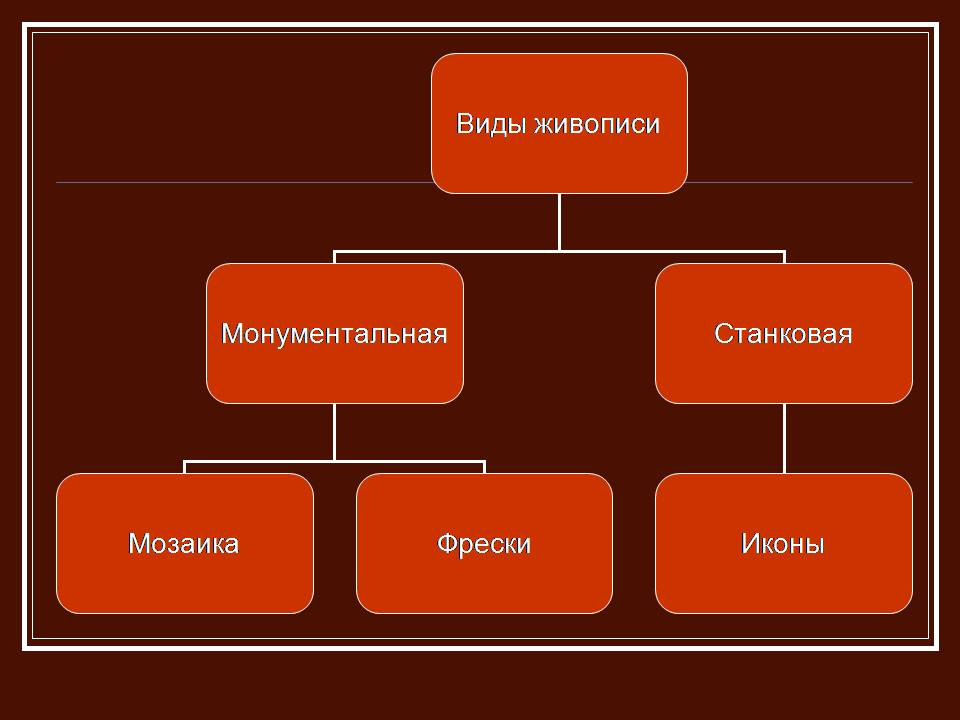 Виды живописи
Монументальная
Станковая
Мозаика
Фрески
Иконы